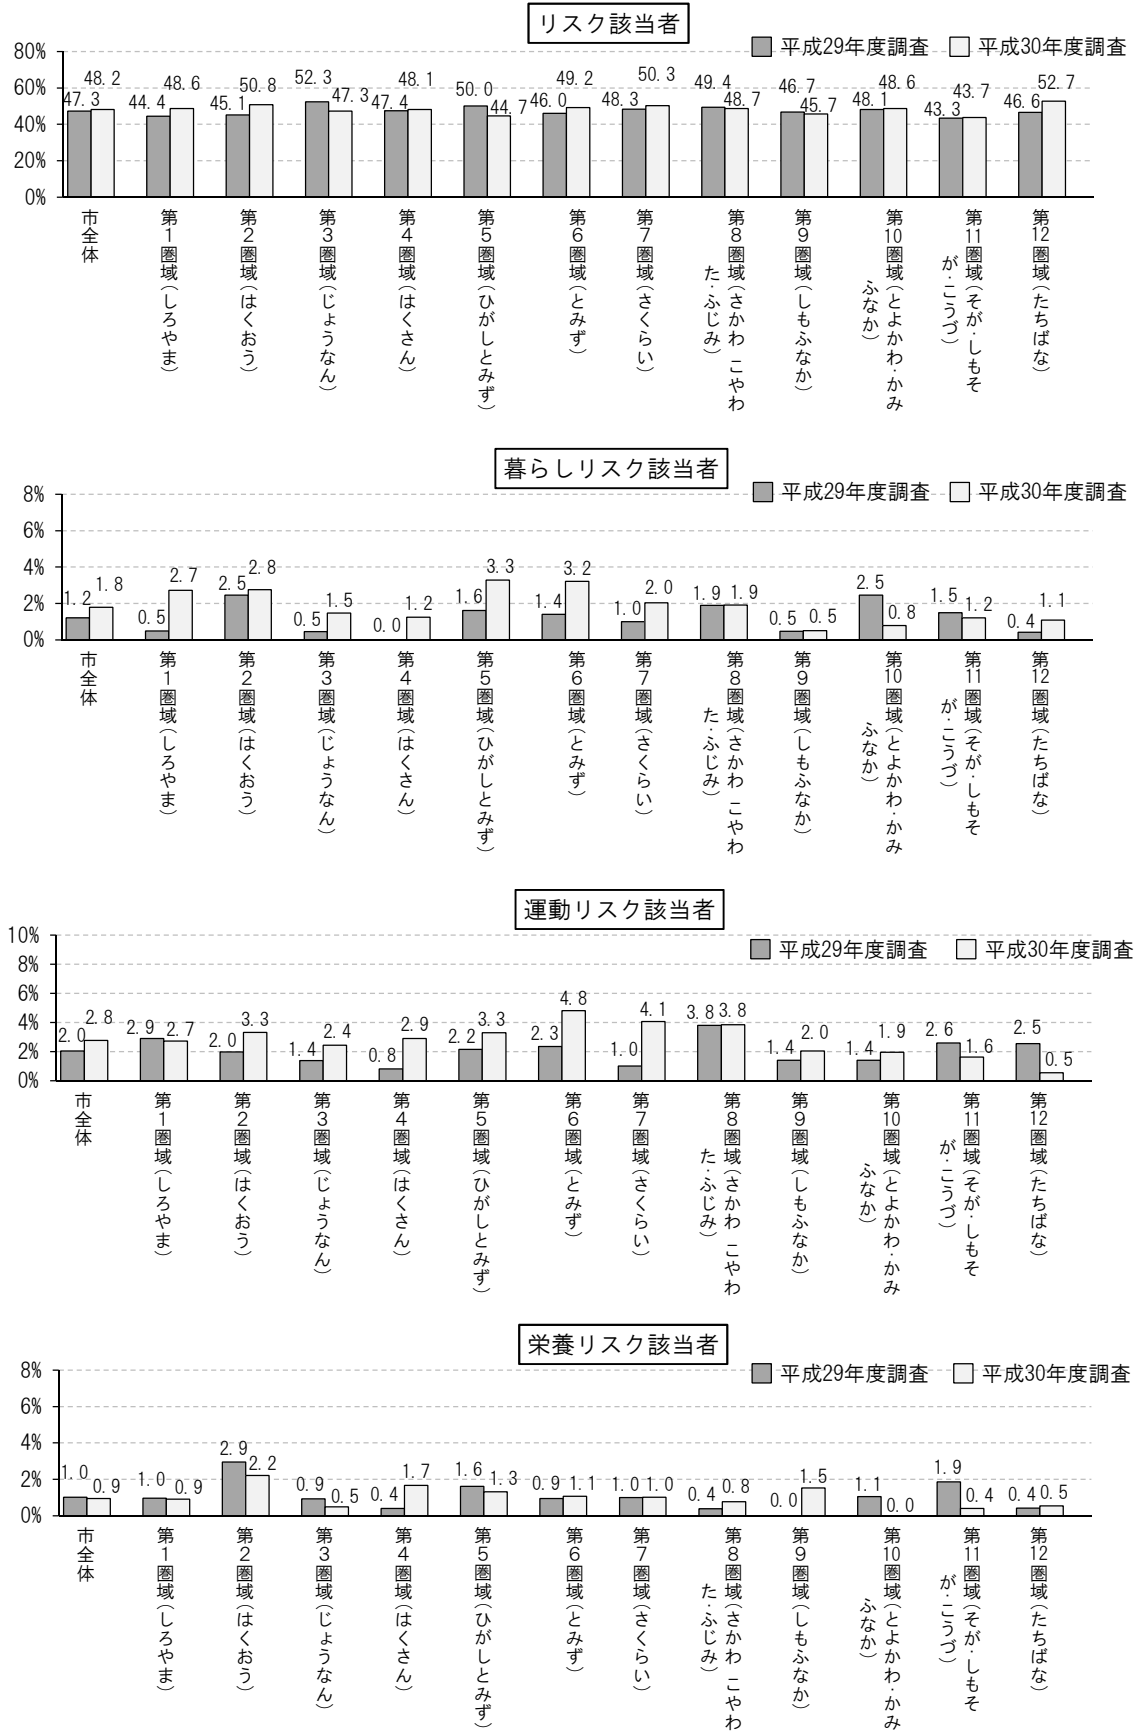 リスク該当者
平成29年度調査 平成30年度調査
80%
60%
40%
20%
0%
47.3 48.2 44.4 48.6 45.1 50.8 52.3 47.3 47.4 48.1 50.0 44.7 46.0 49.2 48.3 50.3 49.4 48.7 46.7 45.7 48.1 48.6 43.3 43.7 46.6 52.7
市全体
第1圏域(しろやま)
第2圏域(はくおう)
第3圏域(じょうなん)
第4圏域(はくさん)
第5圏域(ひがしとみず)
第6圏域(とみず)
第7圏域(さくらい)
第8圏域(さかわ こやわ
た・ふじみ)
第9圏域(しもふなか)
第10圏域(とよかわ・かみ
ふなか)
第11圏域(そが・しもそ
が・こうづ)
第12圏域(たちばな)
暮らしリスク該当者
平成29年度調査 平成30年度調査
8%
6%
4%
2%
0%
1.2 1.8 0.5 2.7 2.5 2.8 0.5 1.5 0.0 1.2 1.6 3.3 1.4 3.2 1.0 2.0 1.9 1.9 0.5 0.5 2.5 0.8 1.5 1.2 0.4 1.1
市全体
第1圏域(しろやま)
第2圏域(はくおう)
第3圏域(じょうなん)
第4圏域(はくさん)
第5圏域(ひがしとみず)
第6圏域(とみず)
第7圏域(さくらい)
第8圏域(さかわ こやわ
た・ふじみ)
第9圏域(しもふなか)
第10圏域(とよかわ・かみ
ふなか)
第11圏域(そが・しもそ
が・こうづ)
第12圏域(たちばな)
運動リスク該当者
平成29年度調査 平成30年度調査
10%
8%
6%
4%
2%
0%
2.0 2.8 2.9 2.7 2.0 3.3 1.4 2.4 0.8 2.9 2.2 3.3 2.3 4.8 1.0 4.1 3.8 3.8 1.4 2.0 1.4 1.9 2.6 1.6 2.5 0.5
市全体
第1圏域(しろやま)
第2圏域(はくおう)
第3圏域(じょうなん)
第4圏域(はくさん)
第5圏域(ひがしとみず)
第6圏域(とみず)
第7圏域(さくらい)
第8圏域(さかわ こやわ
た・ふじみ)
第9圏域(しもふなか)
第10圏域(とよかわ・かみ
ふなか)
第11圏域(そが・しもそ
が・こうづ)
第12圏域(たちばな)
栄養リスク該当者
平成29年度調査 平成30年度調査
8%
6%
4%
2%
0%
1.0 0.9 1.0 0.9 2.9 2.2 0.9 0.5 0.4 1.7 1.6 1.3 0.9 1.1 1.0 1.0 0.4 0.8 0.0 1.5 1.1 0.0 1.9 0.4 0.4 0.5
市全体
第1圏域(しろやま)
第2圏域(はくおう)
第3圏域(じょうなん)
第4圏域(はくさん)
第5圏域(ひがしとみず)
第6圏域(とみず)
第7圏域(さくらい)
第8圏域(さかわ こやわ
た・ふじみ)
第9圏域(しもふなか)
第10圏域(とよかわ・かみ
ふなか)
第11圏域(そが・しもそ
が・こうづ)
第12圏域(たちばな)